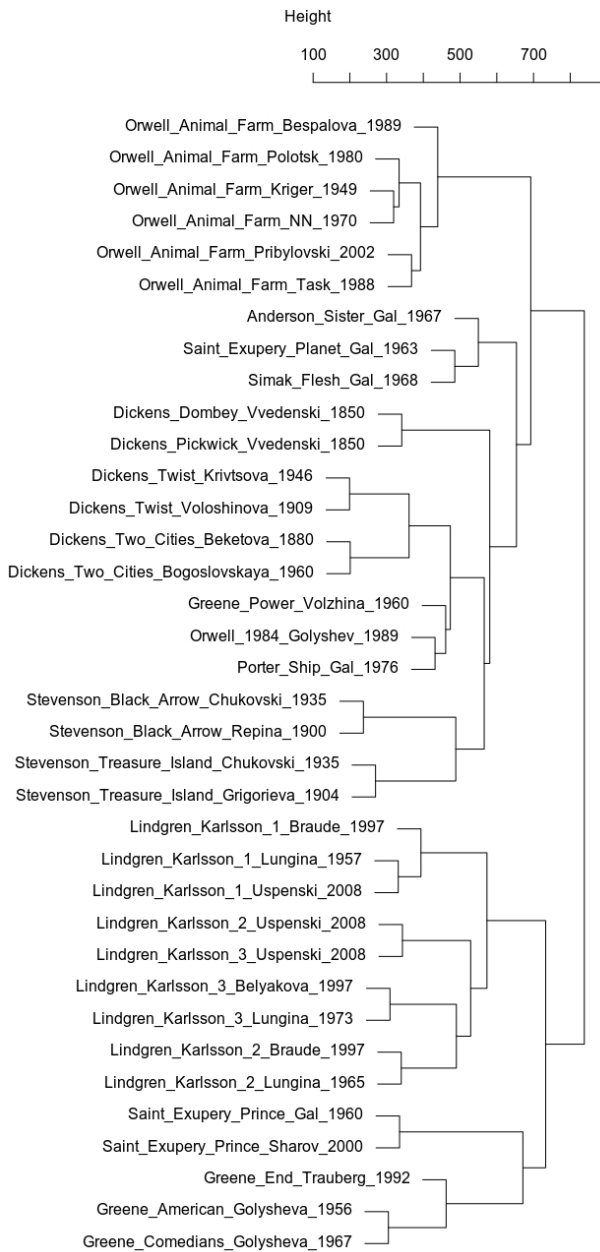 Height
100 300 500 700
Orwell_Animal_Farm_Bespalova_1989
Orwell_Animal_Farm_Polotsk_1980
Orwell_Animal_Farm_Kriger_1949
Orwell_Animal_Farm_NN_1970
Orwell_Animal_Farm_Pribylovski_2002
Orwell_Animal_Farm_Task_1988
Anderson_Sister_Gal_1967
Saint_Exupery_Planet_Gal_1963
Simak_Flesh_Gal_1968
Dickens_Dombey_Vvedenski_1850
Dickens_Pickwick_Vvedenski_1850
Dickens_Twist_Krivtsova_1946
Dickens_Twist_Voloshinova_1909
Dickens_Two_Cities_Beketova_1880
Dickens_Two_Cities_Bogoslovskaya_1960
Greene_Power_Volzhina_1960
Orwell_1984_Golyshev_1989
Porter_Ship_Gal_1976
Stevenson_Black_Arrow_Chukovski_1935
Stevenson_Black_Arrow_Repina_1900
Stevenson_Treasure_Island_Chukovski_1935
Stevenson_Treasure_Island_Grigorieva_1904
Lindgren_Karlsson_1_Braude_1997
Lindgren_Karlsson_1_Lungina_1957
Lindgren_Karlsson_1_Uspenski_2008
Lindgren_Karlsson_2_Uspenski_2008
Lindgren_Karlsson_3_Uspenski_2008
Lindgren_Karlsson_3_Belyakova_1997
Lindgren_Karlsson_3_Lungina_1973
Lindgren_Karlsson_2_Braude_1997
Lindgren_Karlsson_2_Lungina_1965
Saint_Exupery_Prince_Gal_1960
Saint_Exupery_Prince_Sharov_2000
Greene_End_Trauberg_1992
Greene_American_Golysheva_1956
Greene_Comedians_Golysheva_1967